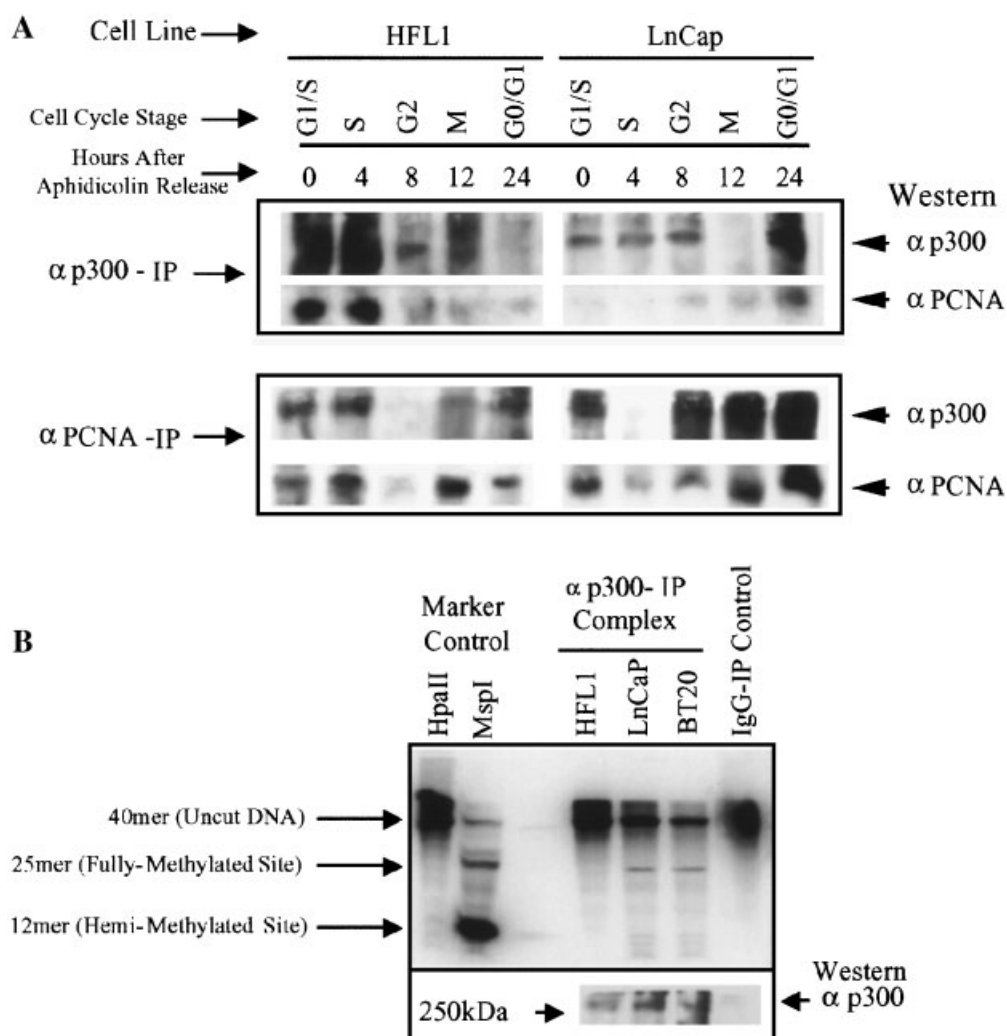 A
Cell Line
HFL1
LnCap
Cell Cycle Stage
G1/S
S
G2
M
G0/G1
G1/S
S
G2
M
G0/G1
Hours After
Aphidicolin Release
0 4 8 12 24 0 4 8 12 24
Western
α p300 - IP
α p300
α PCNA
α PCNA -IP
α p300
α PCNA
B
Marker
Control
α p300- IP
Complex
HpaII
MspI
HFL1
LnCaP
BT20
IgG-IP Control
40mer (Uncut DNA)
25mer (Fully-Methylated Site)
12mer (Hemi-Methylated Site)
250kDa
Western
α p300